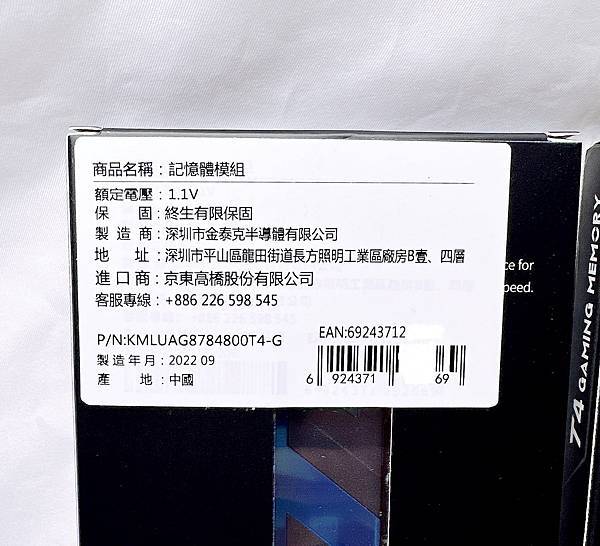 商品名稱：記憶體模組
額定電壓：1.1V
保　　固：終生有限保固
製 造 商：深圳市金泰克半導體有限公司
地　　址：深圳市平山區龍田街道長方照明工業區廠房B壹、四層
進 口 商：京東高橋股份有限公司
客服專線：+886 226 598 545
P/N:KMLUAG8784800T4-G
EAN:69243712
製造年月：2022 09
產　　地：中國
6 924371 69
ce for
peed.
74 GAMING MEMORY